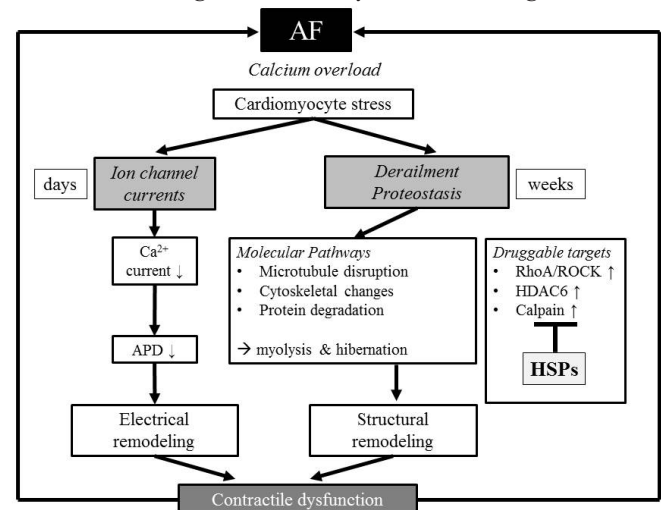 AF
Calcium overload
Cardiomyocyte stress
days
Ion channel
currents
Derailment
Proteostasis
weeks
Ca²⁺
current ↓
APD ↓
Electrical
remodeling
Molecular Pathways
• Microtubule disruption
• Cytoskeletal changes
• Protein degradation
→ myolysis & hibernation
Structural
remodeling
Druggable targets
• RhoA/ROCK ↑
• HDAC6 ↑
• Calpain ↑
HSPs
Contractile dysfunction